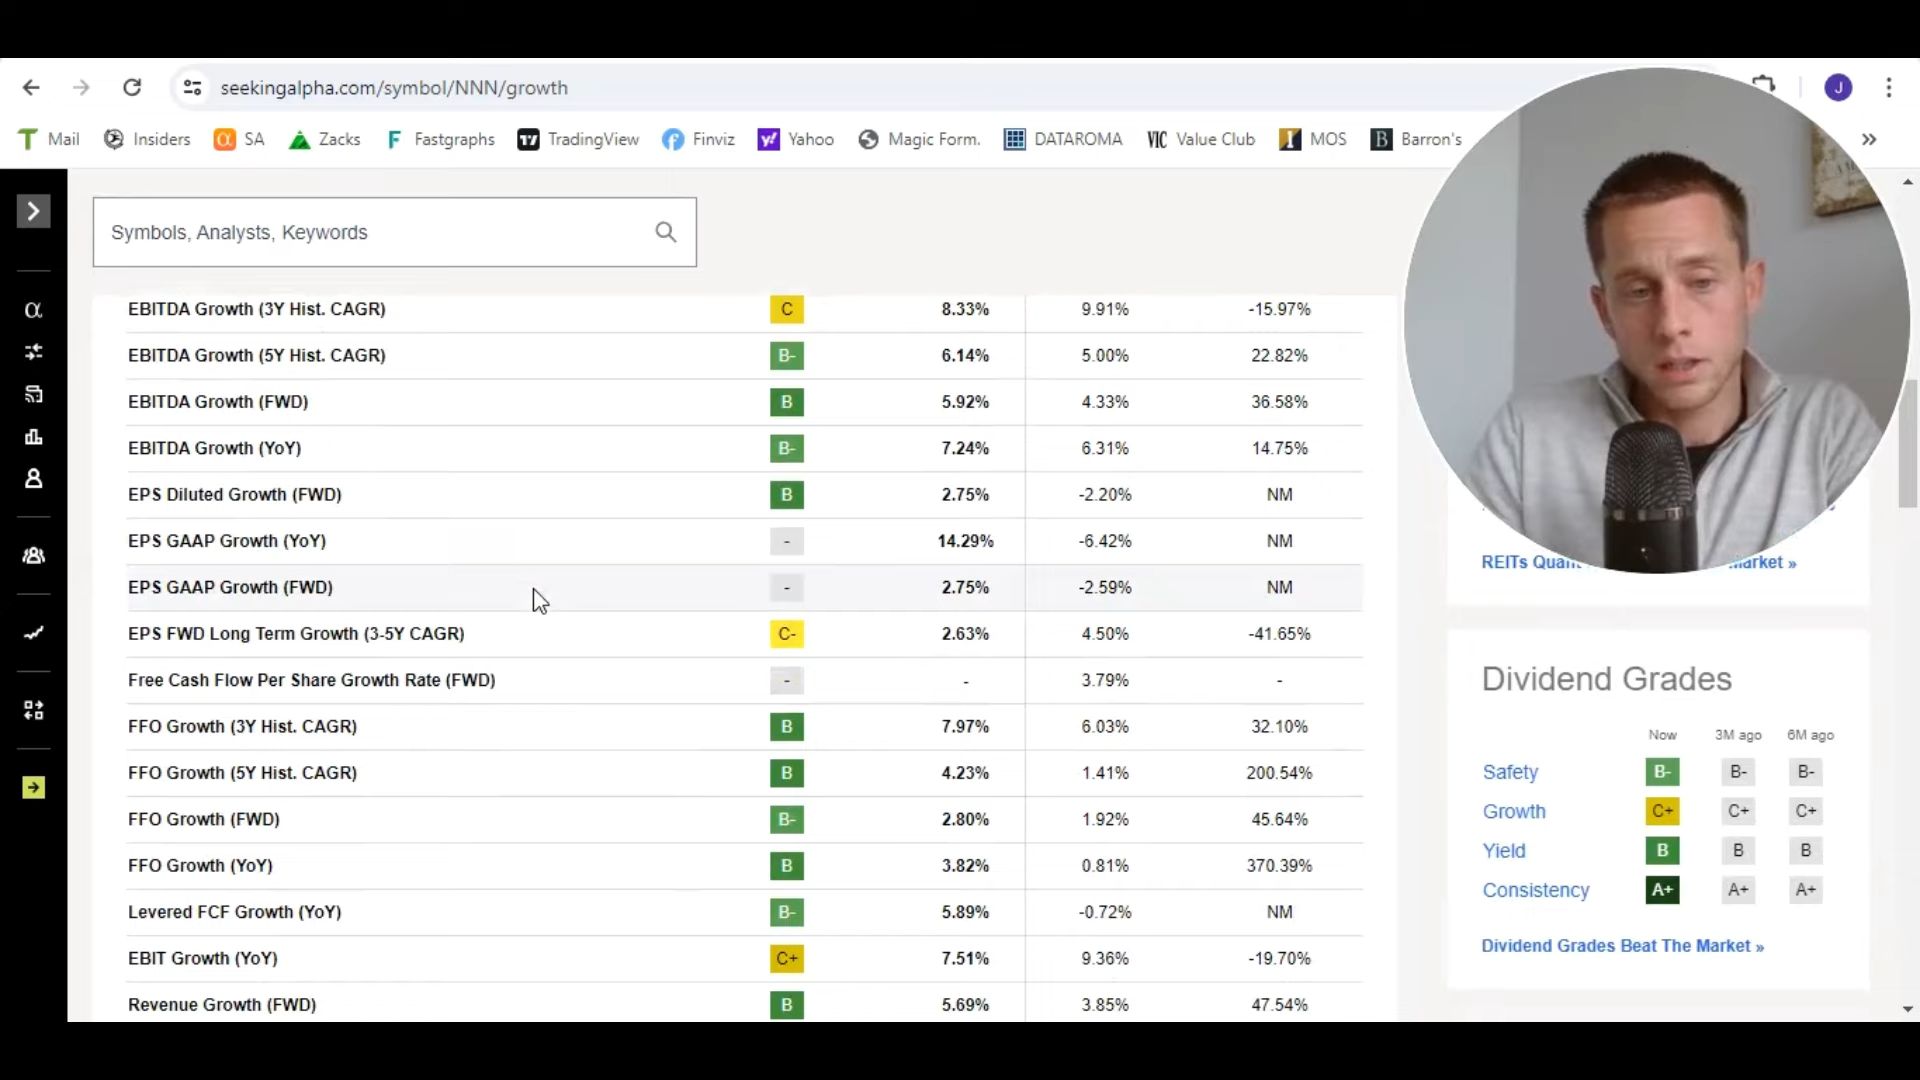 seekingalpha.com/symbol/NNN/growth
J
Mail Insiders SA Zacks Fastgraphs TradingView Finviz Yahoo Magic Form. DATAROMA VIC Value Club MOS Barron's
Symbols, Analysts, Keywords
EBITDA Growth (3Y Hist. CAGR) C 8.33% 9.91% -15.97%
EBITDA Growth (5Y Hist. CAGR) B- 6.14% 5.00% 22.82%
EBITDA Growth (FWD) B 5.92% 4.33% 36.58%
EBITDA Growth (YoY) B- 7.24% 6.31% 14.75%
EPS Diluted Growth (FWD) B 2.75% -2.20% NM
EPS GAAP Growth (YoY) - 14.29% -6.42% NM
EPS GAAP Growth (FWD) - 2.75% -2.59% NM
EPS FWD Long Term Growth (3-5Y CAGR) C- 2.63% 4.50% -41.65%
Free Cash Flow Per Share Growth Rate (FWD) - - 3.79% -
FFO Growth (3Y Hist. CAGR) B 7.97% 6.03% 32.10%
FFO Growth (5Y Hist. CAGR) B 4.23% 1.41% 200.54%
FFO Growth (FWD) B- 2.80% 1.92% 45.64%
FFO Growth (YoY) B 3.82% 0.81% 370.39%
Levered FCF Growth (YoY) B- 5.89% -0.72% NM
EBIT Growth (YoY) C+ 7.51% 9.36% -19.70%
Revenue Growth (FWD) B 5.69% 3.85% 47.54%
REITs Quant
Market »
Dividend Grades
Now 3M ago 6M ago
Safety B- B- B-
Growth C+ C+ C+
Yield B B B
Consistency A+ A+ A+
Dividend Grades Beat The Market »